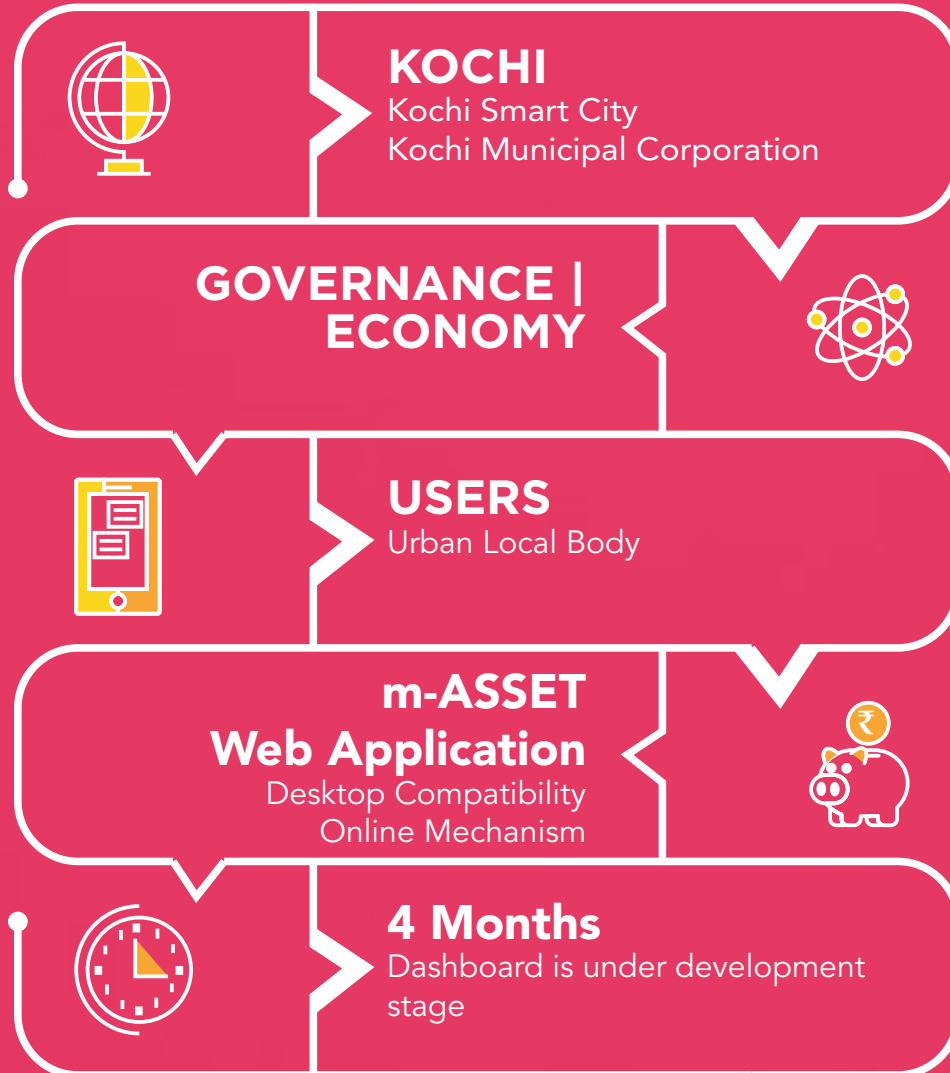 KOCHI
Kochi Smart City
Kochi Municipal Corporation
GOVERNANCE |
ECONOMY
USERS
Urban Local Body
m-ASSET
Web Application
Desktop Compatibility
Online Mechanism
₹
4 Months
Dashboard is under development
stage